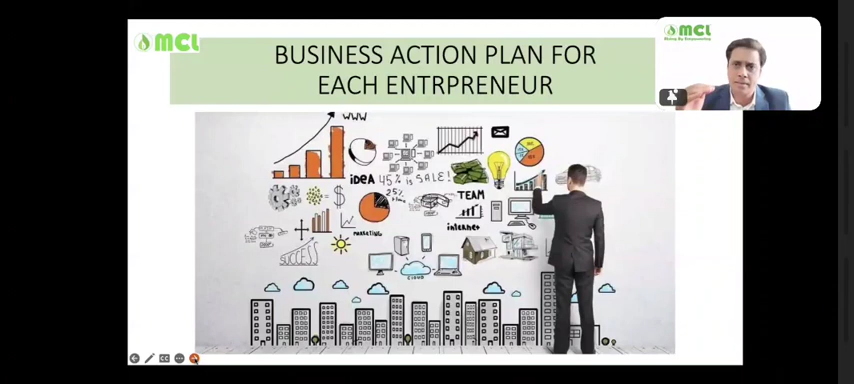 MCL
BUSINESS ACTION PLAN FOR
EACH ENTRPRENEUR
MCL
WWW
iDEA 45% is SALE!
25%
TEAM
marketing
internet
SUCCESS
CLOUD
CC